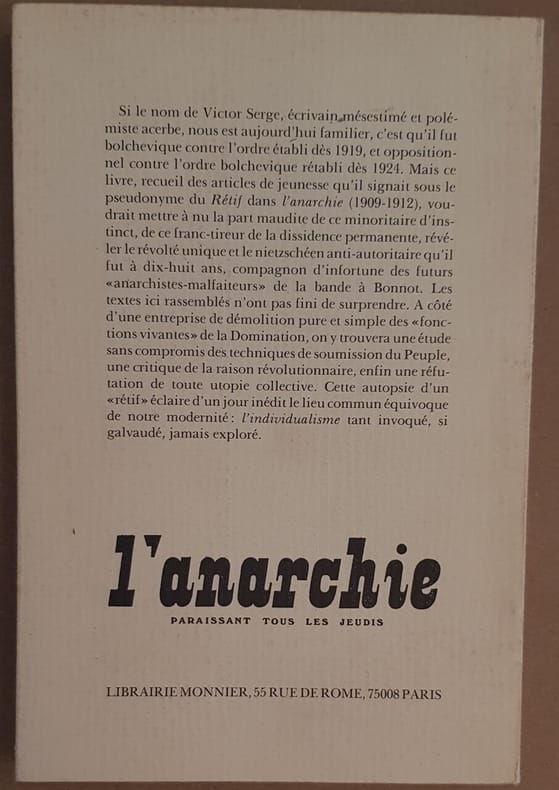 Si le nom de Victor Serge, écrivain mésestimé et polé-
miste acerbe, nous est aujourd'hui familier, c'est qu'il fut
bolchevique contre l'ordre établi dès 1919, et opposition-
nel contre l'ordre bolchevique rétabli dès 1924. Mais ce
livre, recueil des articles de jeunesse qu'il signait sous le
pseudonyme du Rétif dans l'anarchie (1909-1912), vou-
drait mettre à nu la part maudite de ce minoritaire d'ins-
tinct, de ce franc-tireur de la dissidence permanente, révé-
ler le révolté unique et le nietzschéen anti-autoritaire qu'il
fut à dix-huit ans, compagnon d'infortune des futurs
«anarchistes-malfaiteurs» de la bande à Bonnot. Les
textes ici rassemblés n'ont pas fini de surprendre. A côté
d'une entreprise de démolition pure et simple des «fonc-
tions vivantes» de la Domination, on y trouvera une étude
sans compromis des techniques de soumission du Peuple,
une critique de la raison révolutionnaire, enfin une réfu-
tation de toute utopie collective. Cette autopsie d'un
«rétif» éclaire d'un jour inédit le lieu commun équivoque
de notre modernité: l'individualisme tant invoqué, si
galvaudé, jamais exploré.
l'anarchie
PARAISSANT TOUS LES JEUDIS
LIBRAIRIE MONNIER, 55 RUE DE ROME, 75008 PARIS